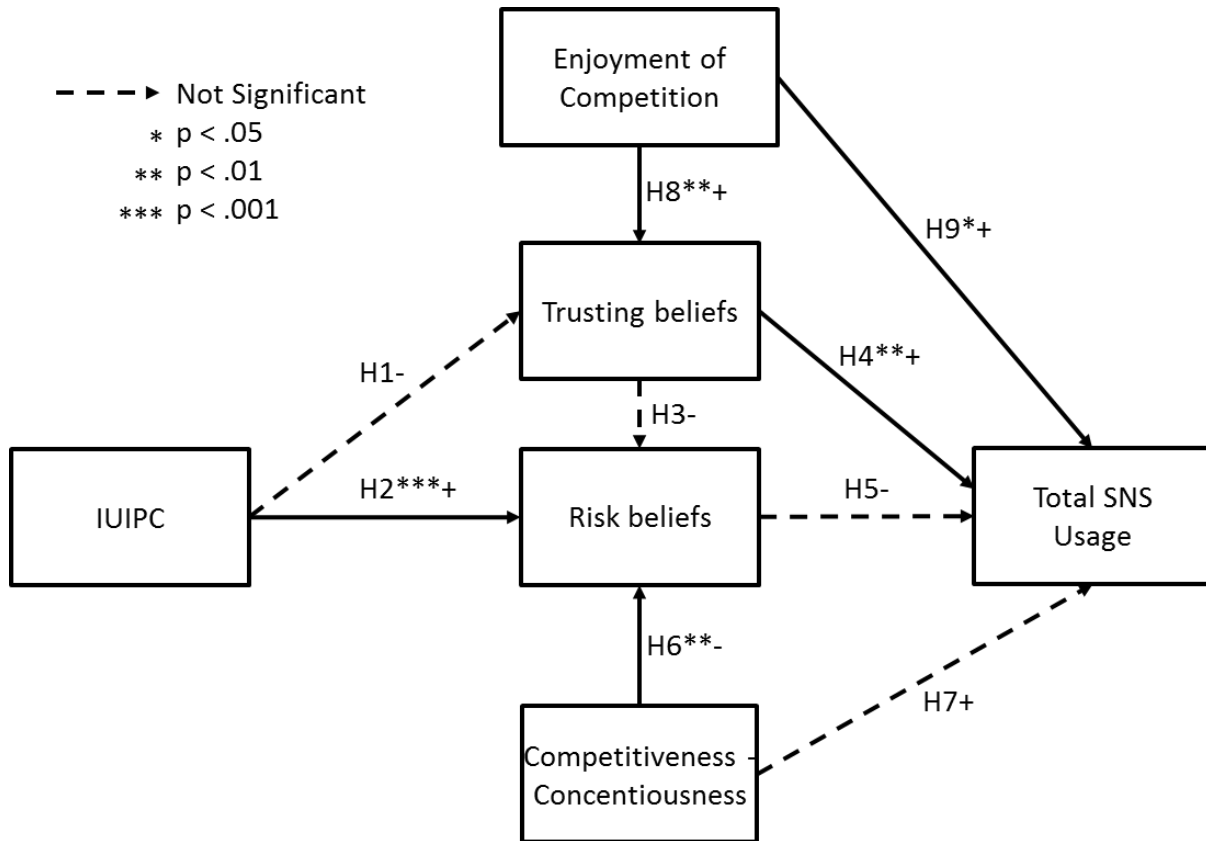 Enjoyment of
Competition
Not Significant
* p < .05
** p < .01
*** p < .001
H8**+
H9*+
Trusting beliefs
H1-
H4**+
H3-
IUIPC
H2***+
Risk beliefs
H5-
Total SNS
Usage
H6**-
H7+
Competitiveness -
Concentiousness